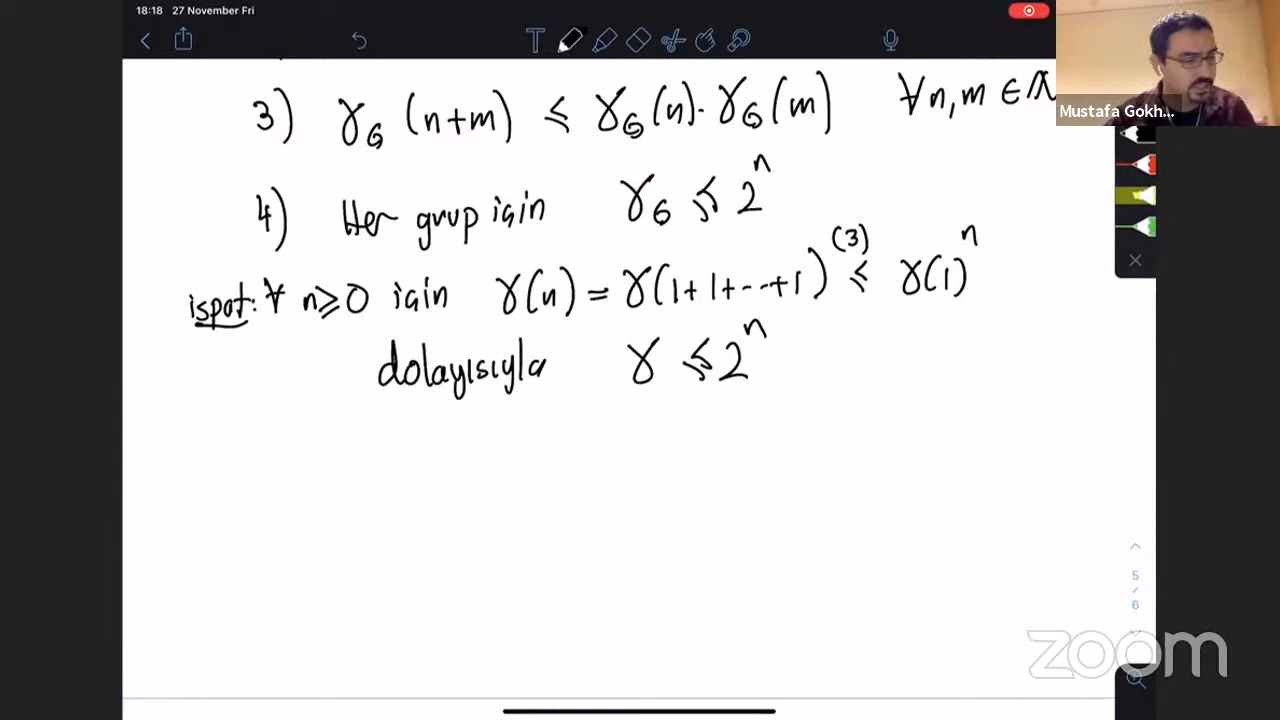 18:18 27 November Fri
3) γ_G (n+m) ≤ γ_G (n) · γ_G (m) ∀n, m ∈ ℕ
Mustafa Gokh...
4) Her grup için γ_G ≼ 2^n
ispat: ∀ n ≥ 0 için γ(n) = γ(1+1+...+1) ≤^(3) γ(1)^n
dolayısıyla γ ≼ 2^n
5
/
6
zoom